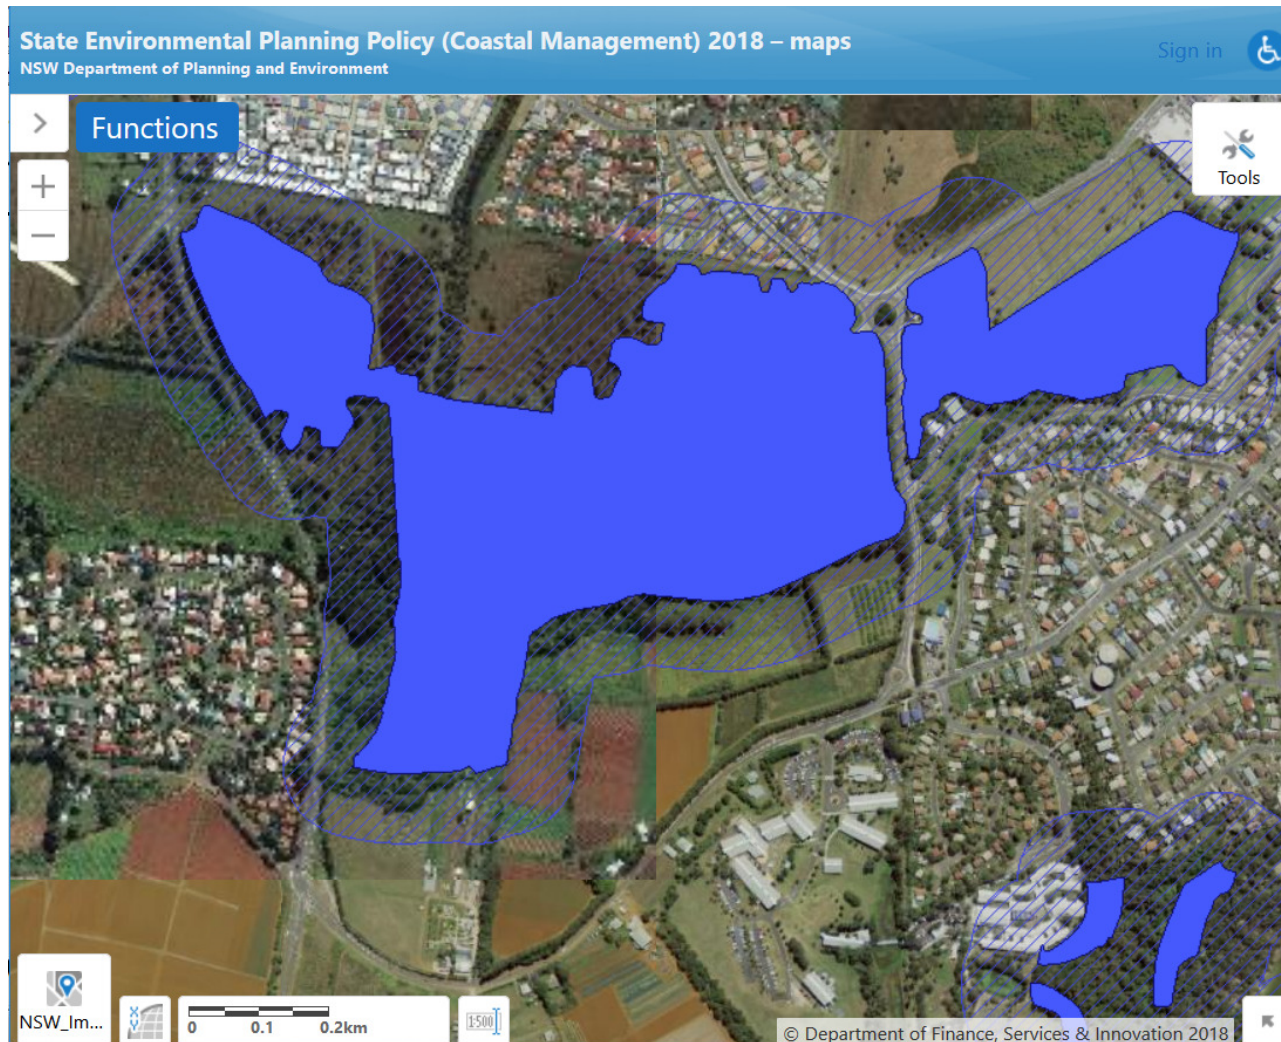 State Environmental Planning Policy (Coastal Management) 2018 – maps
NSW Department of Planning and Environment
Sign in
Functions
Tools
NSW_Im...
0 0.1 0.2km
1:500
© Department of Finance, Services & Innovation 2018